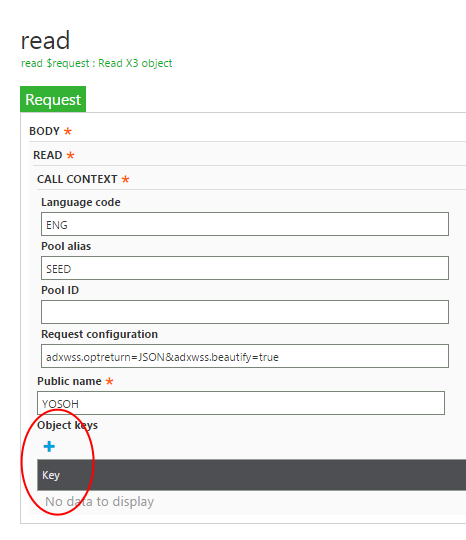 read
read $request : Read X3 object
Request
BODY *
READ *
CALL CONTEXT *
Language code
ENG
Pool alias
SEED
Pool ID
Request configuration
adxwss.optreturn=JSON&adxwss.beautify=true
Public name *
YOSOH
Object keys
Key
No data to display